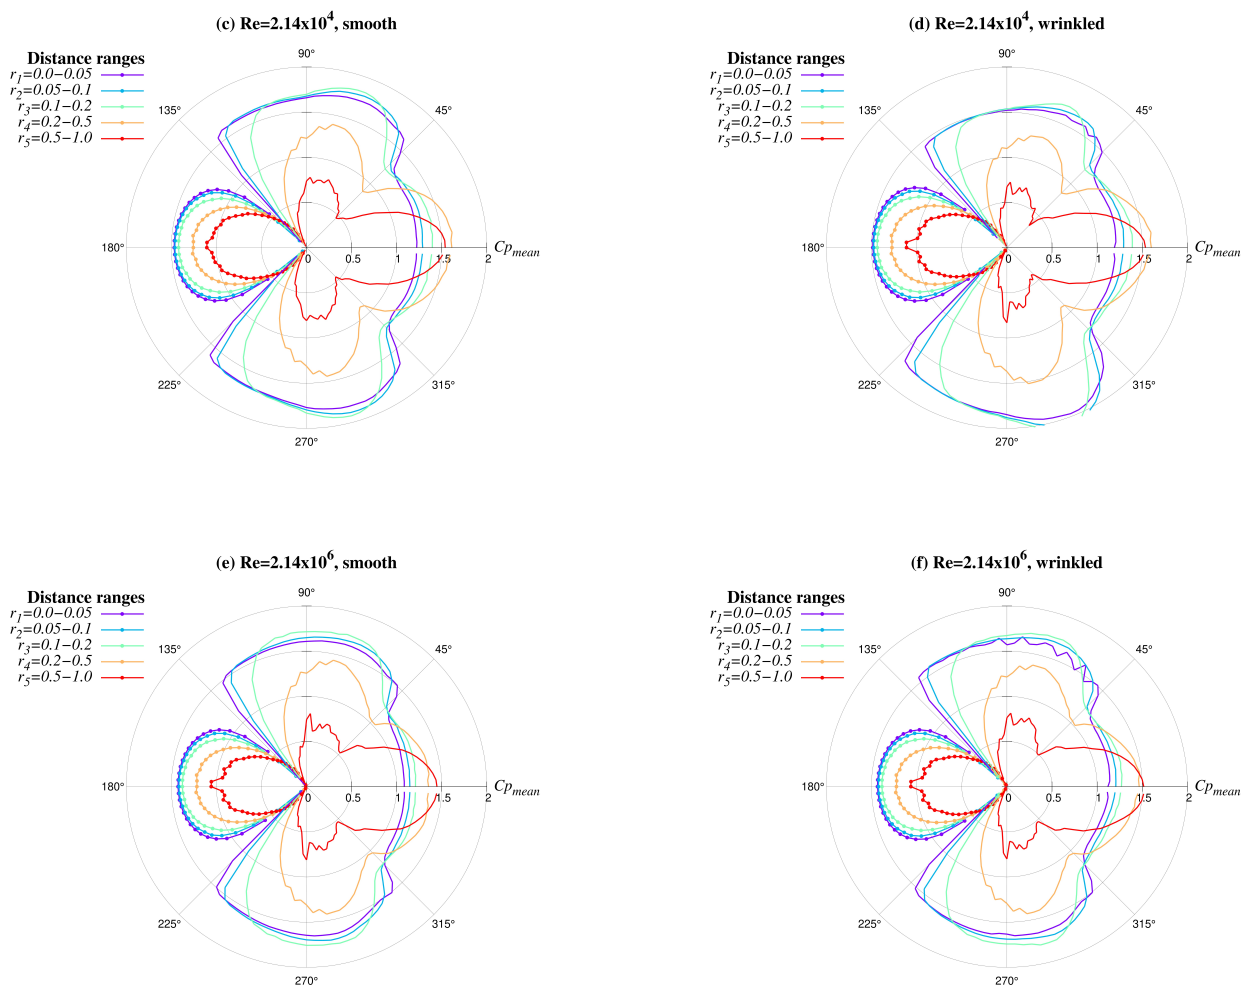 (c) Re=2.14x10^4, smooth
Distance ranges
r1=0.0−0.05
r2=0.05−0.1
r3=0.1−0.2
r4=0.2−0.5
r5=0.5−1.0
90°
135°
45°
180°
0
0.5
1
1.5
2
Cp_mean
225°
315°
270°
(d) Re=2.14x10^4, wrinkled
Distance ranges
r1=0.0−0.05
r2=0.05−0.1
r3=0.1−0.2
r4=0.2−0.5
r5=0.5−1.0
90°
135°
45°
180°
0
0.5
1
1.5
2
Cp_mean
225°
315°
270°
(e) Re=2.14x10^6, smooth
Distance ranges
r1=0.0−0.05
r2=0.05−0.1
r3=0.1−0.2
r4=0.2−0.5
r5=0.5−1.0
90°
135°
45°
180°
0
0.5
1
1.5
2
Cp_mean
225°
315°
270°
(f) Re=2.14x10^6, wrinkled
Distance ranges
r1=0.0−0.05
r2=0.05−0.1
r3=0.1−0.2
r4=0.2−0.5
r5=0.5−1.0
90°
135°
45°
180°
0
0.5
1
1.5
2
Cp_mean
225°
315°
270°